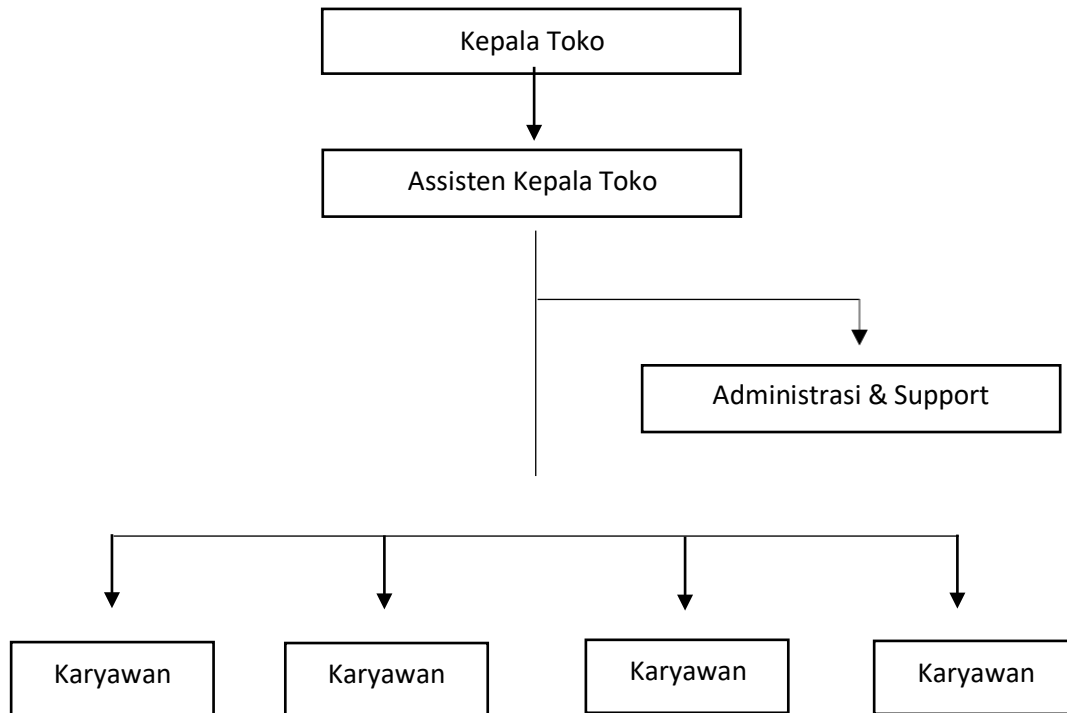 Kepala Toko
Assisten Kepala Toko
Administrasi & Support
Karyawan
Karyawan
Karyawan
Karyawan